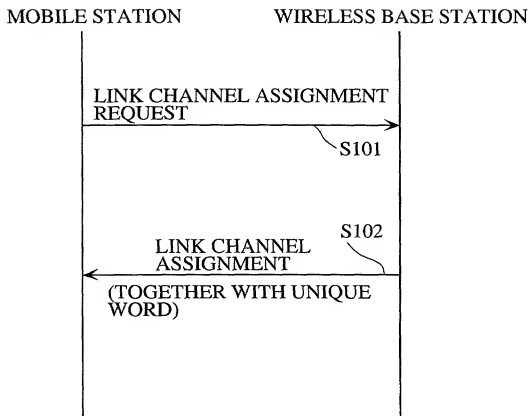 MOBILE STATION
WIRELESS BASE STATION
LINK CHANNEL ASSIGNMENT
REQUEST
S101
S102
LINK CHANNEL
ASSIGNMENT
(TOGETHER WITH UNIQUE
WORD)